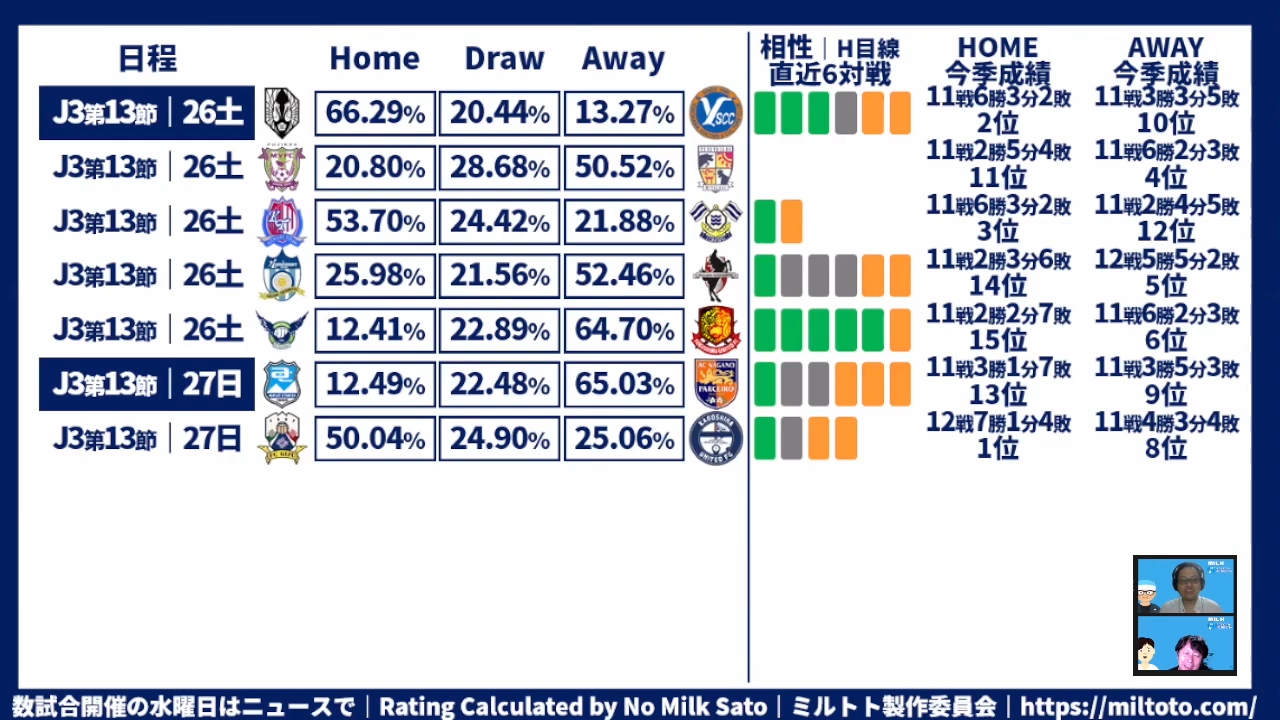 日程 Home Draw Away 相性｜H目線 HOME AWAY
直近6対戦 今季成績 今季成績
J3第13節｜26土 66.29% 20.44% 13.27% YSCC 11戦6勝3分2敗 11戦3勝3分5敗
2位 10位
J3第13節｜26土 20.80% 28.68% 50.52% 11戦2勝5分4敗 11戦6勝2分3敗
11位 4位
J3第13節｜26土 53.70% 24.42% 21.88% 11戦6勝3分2敗 11戦2勝4分5敗
3位 12位
J3第13節｜26土 25.98% 21.56% 52.46% 11戦2勝3分6敗 12戦5勝5分2敗
14位 5位
J3第13節｜26土 12.41% 22.89% 64.70% 11戦2勝2分7敗 11戦6勝2分3敗
15位 6位
J3第13節｜27日 12.49% 22.48% 65.03% AC NAGANO PARCEIRO 11戦3勝1分7敗 11戦3勝5分3敗
13位 9位
J3第13節｜27日 FC GIFU 50.04% 24.90% 25.06% KAGOSHIMA UNITED FC 12戦7勝1分4敗 11戦4勝3分4敗
1位 8位
MILK
MILK
数試合開催の水曜日はニュースで｜Rating Calculated by No Milk Sato｜ミルトト製作委員会｜https://miltoto.com/